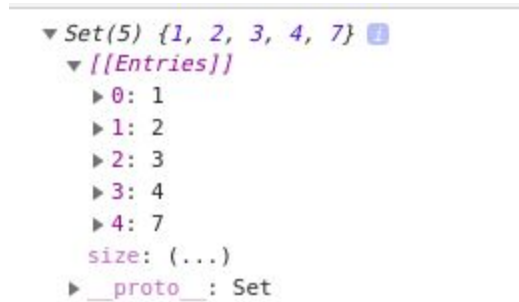 ▼ Set(5) {1, 2, 3, 4, 7} i
▼ [[Entries]]
▶ 0: 1
▶ 1: 2
▶ 2: 3
▶ 3: 4
▶ 4: 7
size: (...)
▶ __proto__: Set